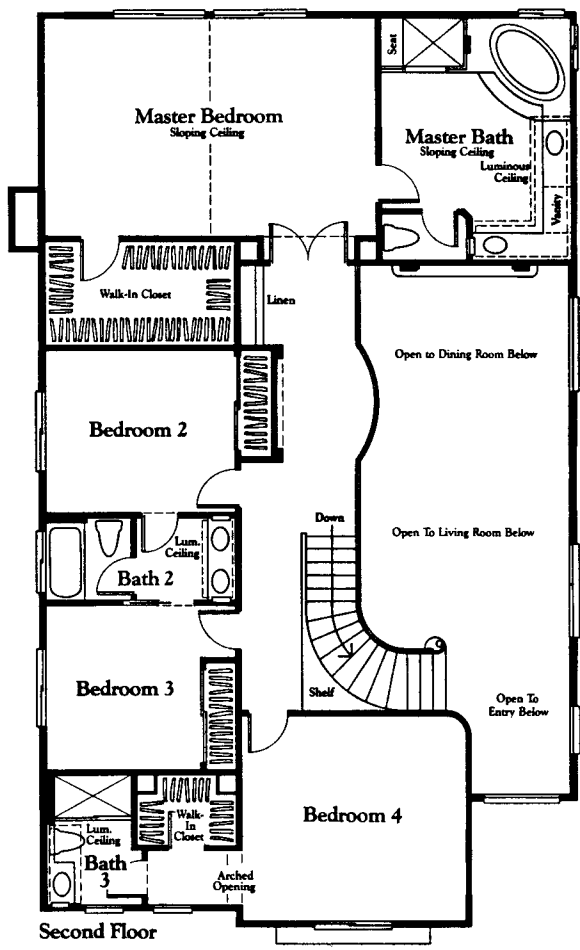 Seat
Master Bedroom
Sloping Ceiling
Master Bath
Sloping Ceiling
Luminous
Ceiling
Vanity
Walk-In Closet
Linen
Open to Dining Room Below
Bedroom 2
Down
Open To Living Room Below
Lum.
Ceiling
Bath 2
Bedroom 3
Shelf
Open To
Entry Below
Walk-
In
Closet
Bedroom 4
Lum.
Ceiling
Bath
3
Arched
Opening
Second Floor